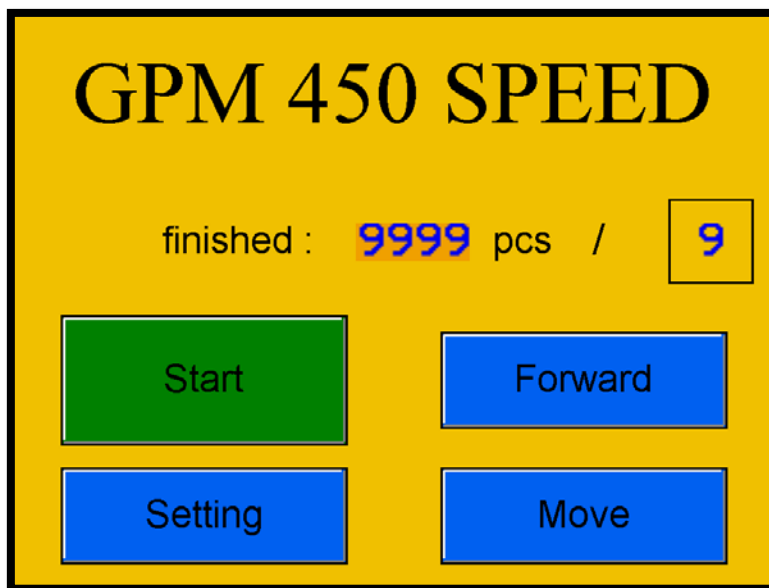 GPM 450 SPEED
finished : 9999 pcs / 9
Start
Forward
Setting
Move